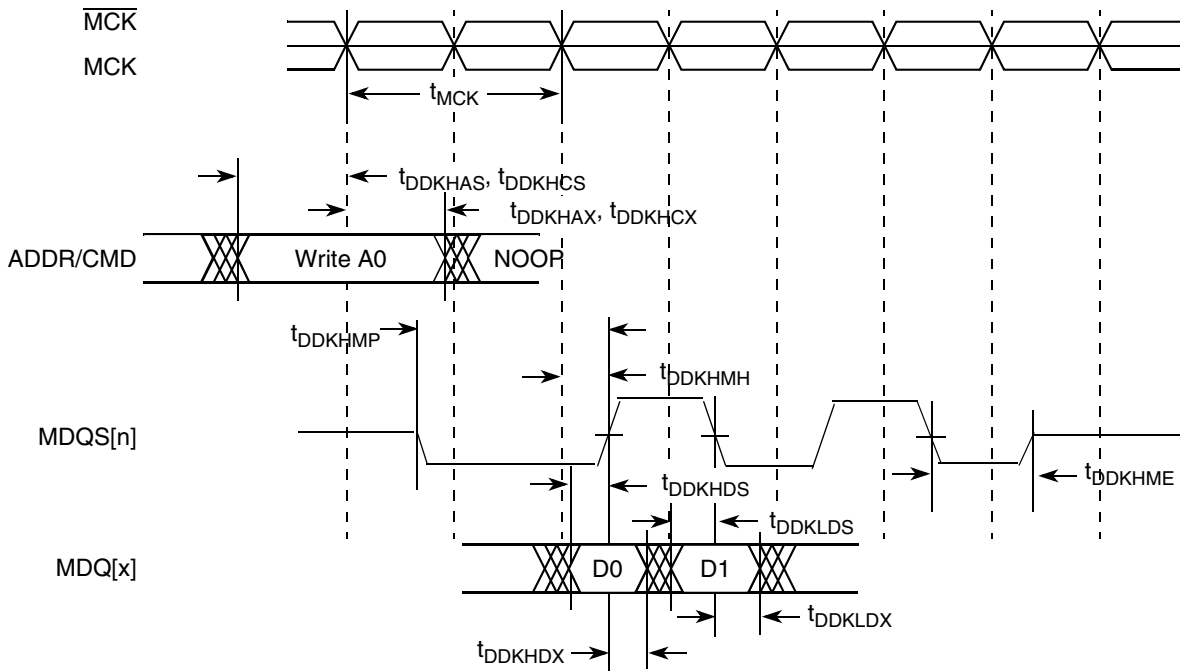 MCK
MCK
tMCK
tDDKHAS, tDDKHCS
tDDKHAX, tDDKHCX
ADDR/CMD Write A0 NOOP
tDDKHMP
tDDKHMH
MDQS[n]
tDDKHME
tDDKHDS
tDDKLDS
MDQ[x] D0 D1
tDDKLDX
tDDKHDX